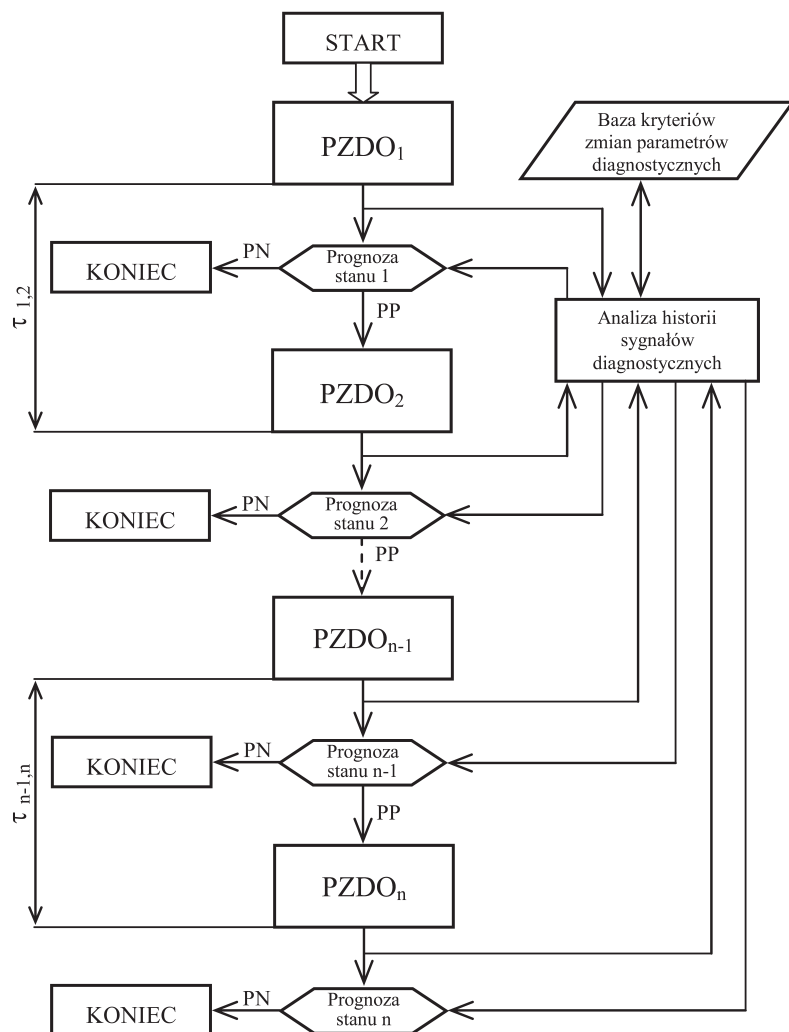 START
PZDO1
Baza kryteriów
zmian parametrów
diagnostycznych
KONIEC
PN
Prognoza
stanu 1
PP
τ 1,2
Analiza historii
sygnałów
diagnostycznych
PZDO2
KONIEC
PN
Prognoza
stanu 2
PP
PZDOn-1
KONIEC
PN
Prognoza
stanu n-1
PP
τ n-1,n
PZDOn
KONIEC
PN
Prognoza
stanu n